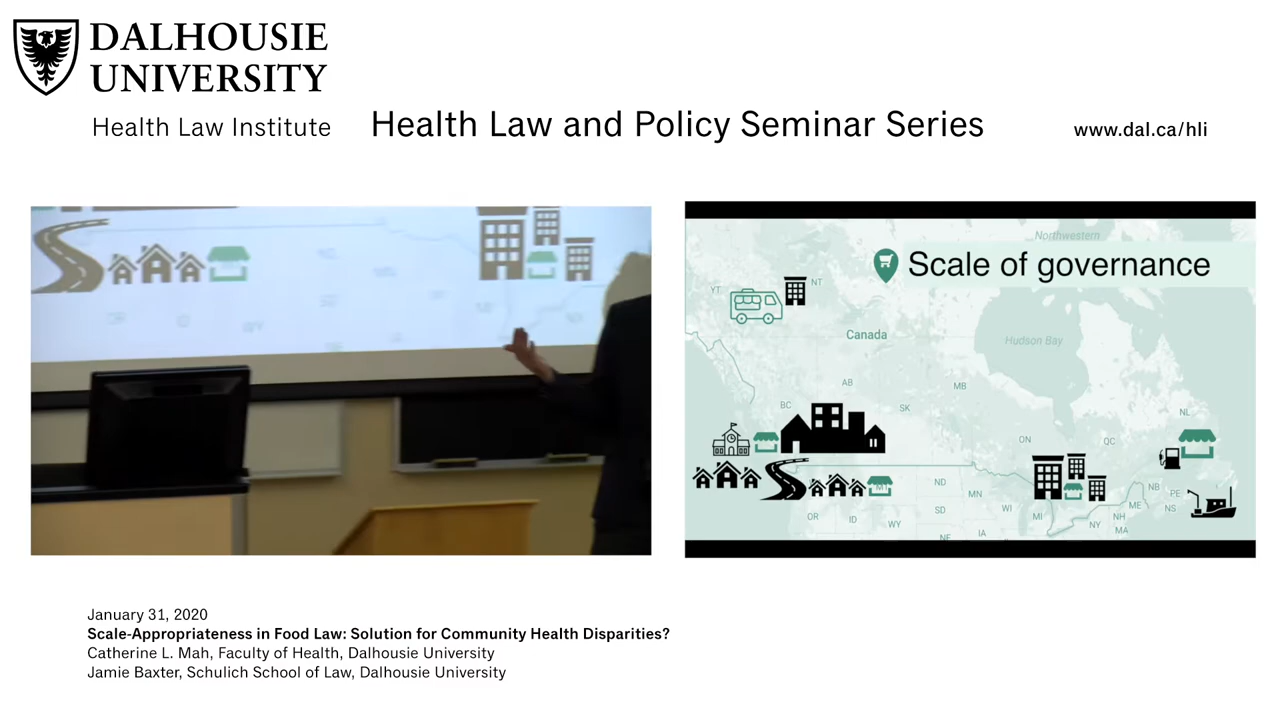 DALHOUSIE
UNIVERSITY
Health Law Institute
Health Law and Policy Seminar Series
www.dal.ca/hli
Scale of governance
Northwestern
YT
NT
Canada
Hudson Bay
AB
MB
BC
SK
NL
ON
QC
ND
MN
NB
PE
MT
OR
ID
SD
WI
MI
ME
NS
WY
NH
NY
IA
MA
NE
January 31, 2020
Scale-Appropriateness in Food Law: Solution for Community Health Disparities?
Catherine L. Mah, Faculty of Health, Dalhousie University
Jamie Baxter, Schulich School of Law, Dalhousie University